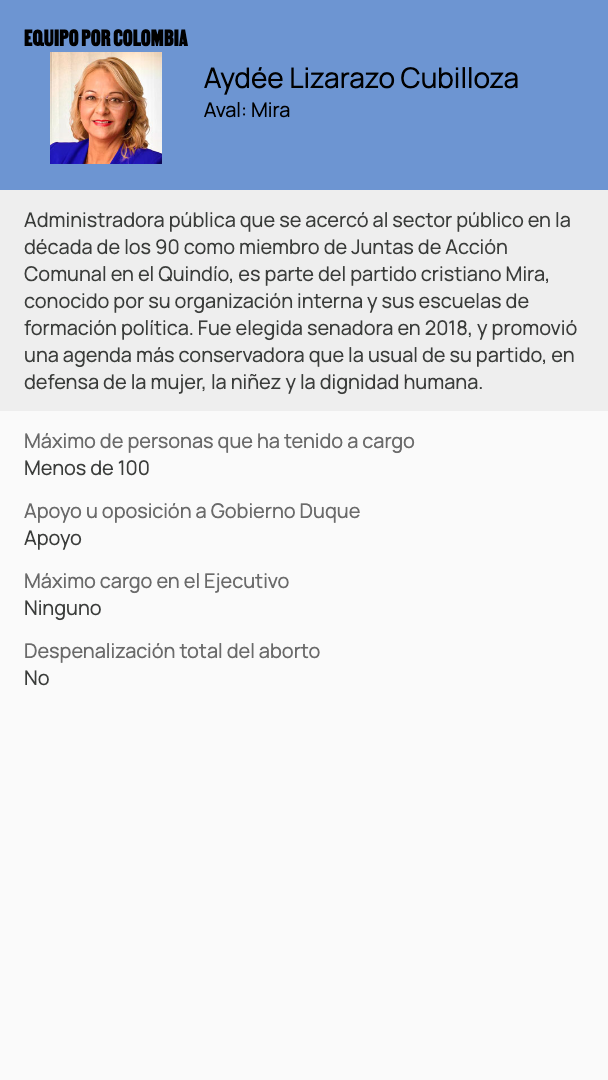 EQUIPO POR COLOMBIA
Aydée Lizarazo Cubilloza
Aval: Mira
Administradora pública que se acercó al sector público en la
década de los 90 como miembro de Juntas de Acción
Comunal en el Quindío, es parte del partido cristiano Mira,
conocido por su organización interna y sus escuelas de
formación política. Fue elegida senadora en 2018, y promovió
una agenda más conservadora que la usual de su partido, en
defensa de la mujer, la niñez y la dignidad humana.
Máximo de personas que ha tenido a cargo
Menos de 100
Apoyo u oposición a Gobierno Duque
Apoyo
Máximo cargo en el Ejecutivo
Ninguno
Despenalización total del aborto
No